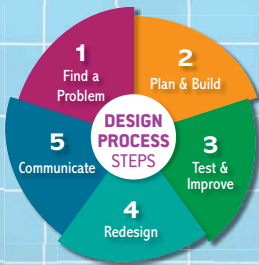 DESIGN
PROCESS
STEPS
1
Find a
Problem
2
Plan & Build
3
Test &
Improve
4
Redesign
5
Communicate